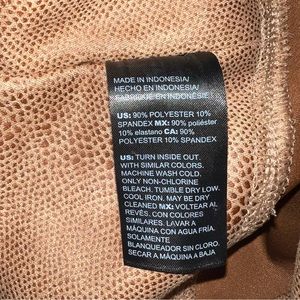 MADE IN INDONESIA/
HECHO EN INDONESIA/
FABRIQUÉ EN INDONÉSIE
US: 90% POLYESTER 10%
SPANDEX MX: 90% poliéster
10% elastano CA: 90%
POLYESTER 10% SPANDEX
US: TURN INSIDE OUT,
WITH SIMILAR COLORS.
MACHINE WASH COLD.
ONLY NON-CHLORINE
BLEACH. TUMBLE DRY LOW.
COOL IRON. MAY BE DRY
CLEANED MX: VOLTEAR AL
REVÉS, CON COLORES
SIMILARES. LAVAR A
MÁQUINA CON AGUA FRÍA.
SOLAMENTE
BLANQUEADOR SIN CLORO.
SECAR A MÁQUINA A BAJA